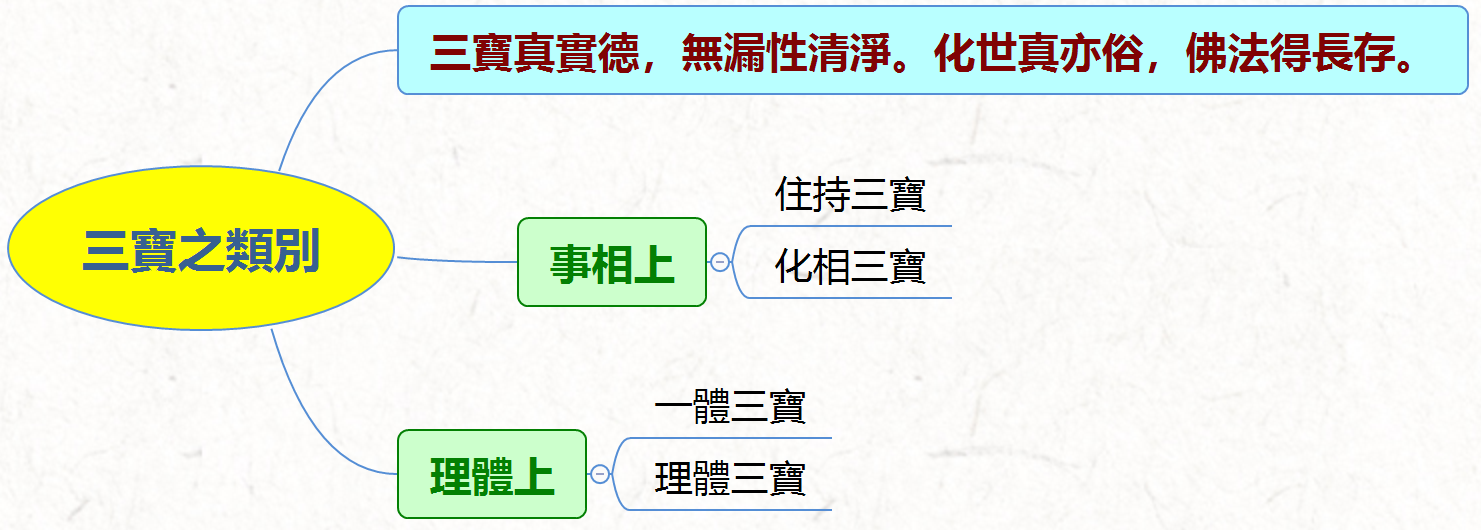 三寶真實德，無漏性清淨。化世真亦俗，佛法得長存。
三寶之類別
事相上
住持三寶
化相三寶
理體上
一體三寶
理體三寶